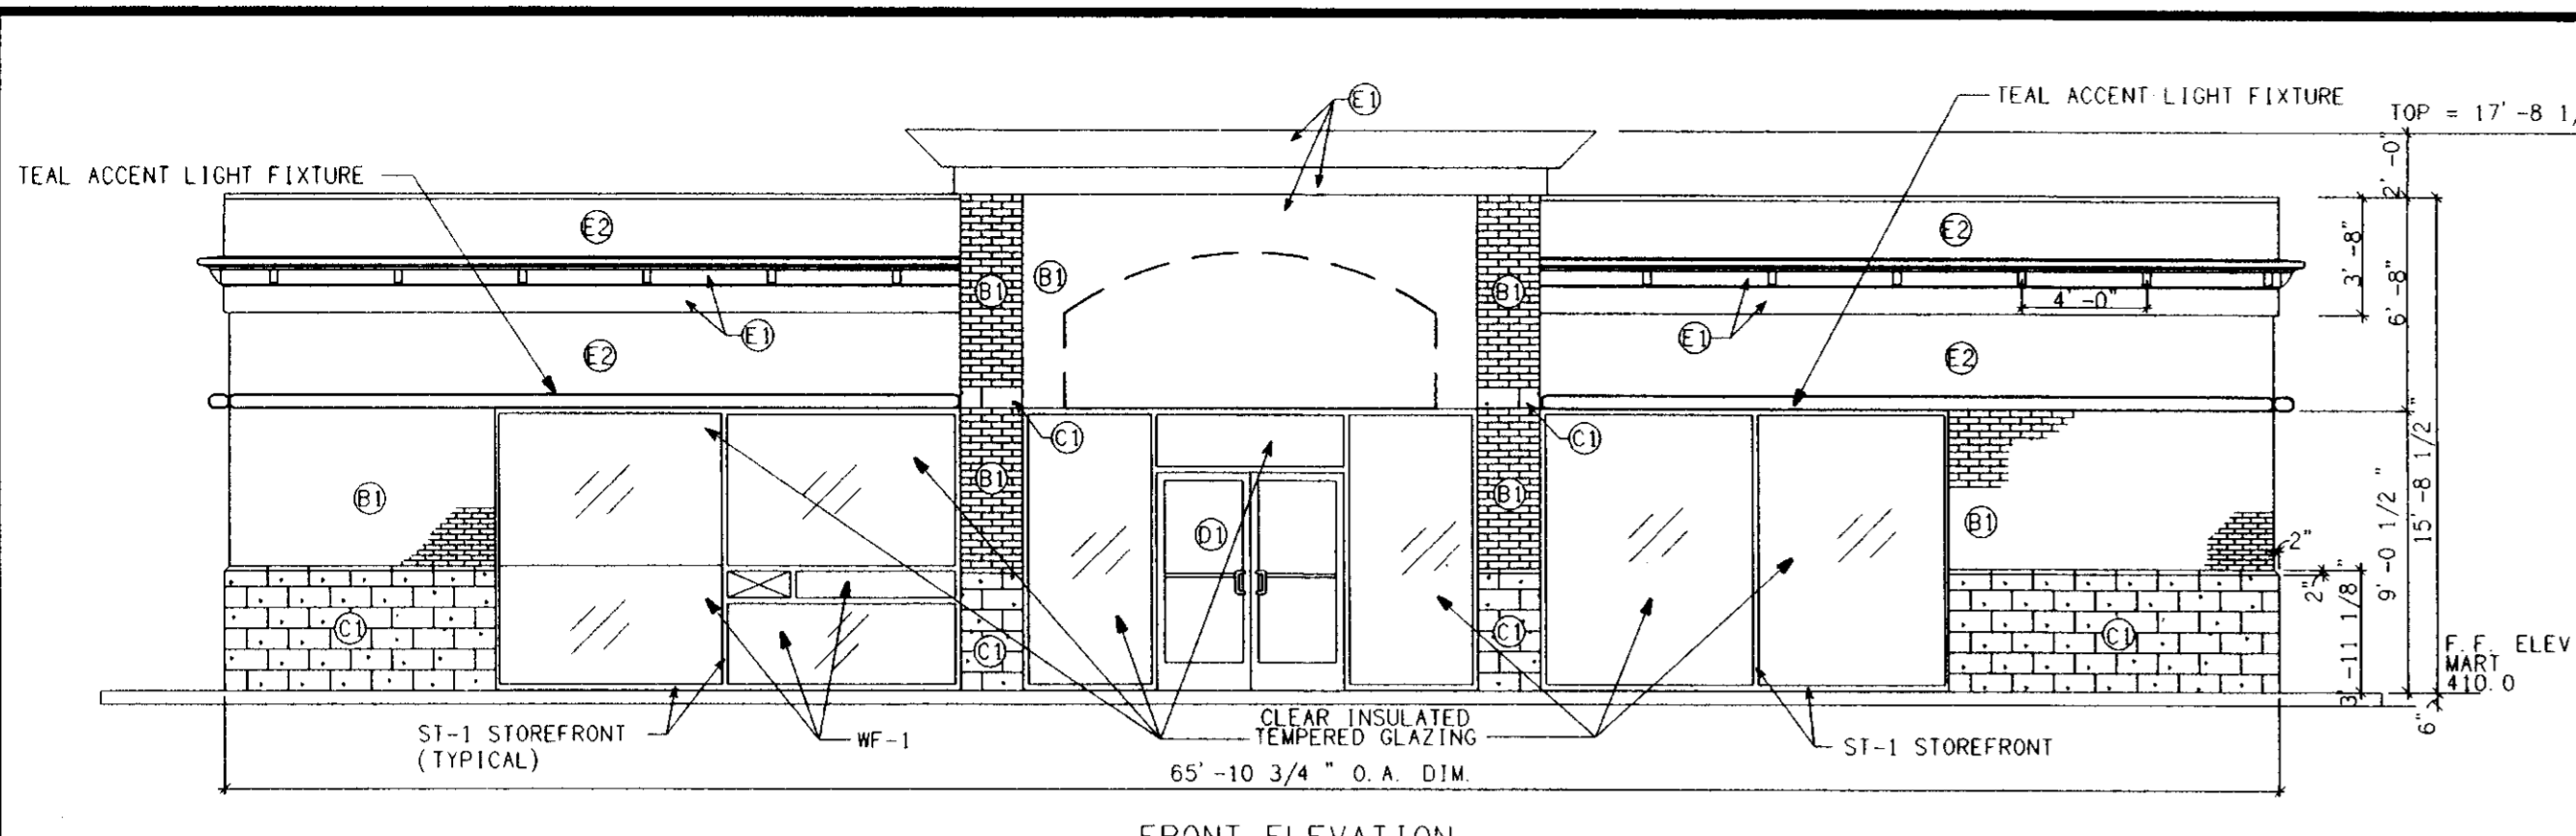 E1
TEAL ACCENT LIGHT FIXTURE
TOP = 17'-8 1/
TEAL ACCENT LIGHT FIXTURE
2'-0"
E2
E2
3'-8"
6'-8"
B1
B1
B1
4'-0"
E1
E1
E2
E2
C1
C1
B1
B1
B1
D1
B1
9'-0 1/2 "
15'-8 1/2"
2"
2"
3'-11 1/8"
C1
C1
C1
C1
F.F. ELEV
MART
410.0
6"
ST-1 STOREFRONT
(TYPICAL)
WF-1
CLEAR INSULATED
TEMPERED GLAZING
ST-1 STOREFRONT
65'-10 3/4 " O.A. DIM.
FRONT ELEVATION